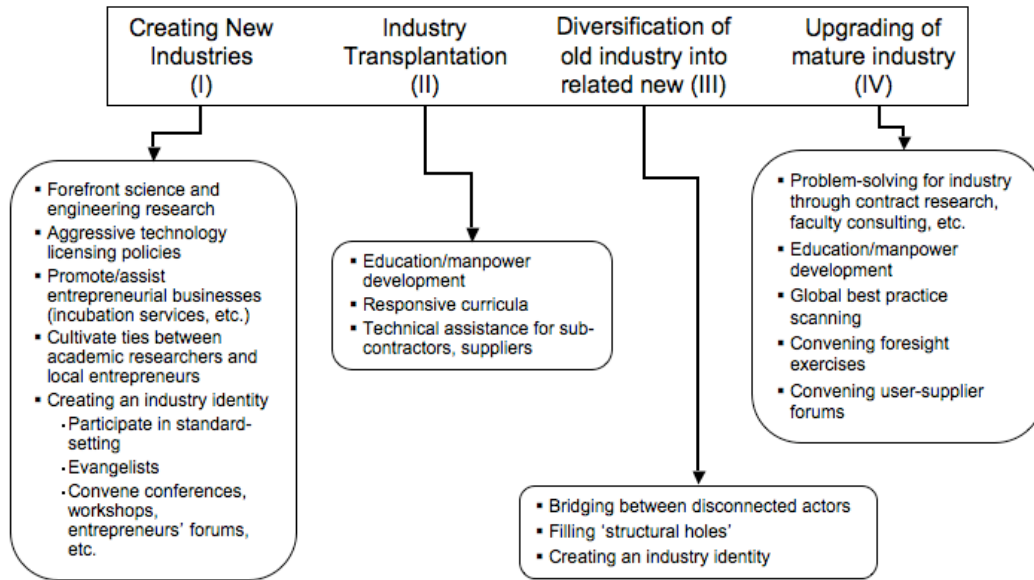 Creating New
Industries
(I)
Industry
Transplantation
(II)
Diversification of
old industry into
related new (III)
Upgrading of
mature industry
(IV)
▪ Forefront science and
engineering research
▪ Aggressive technology
licensing policies
▪ Promote/assist
entrepreneurial businesses
(incubation services, etc.)
▪ Cultivate ties between
academic researchers and
local entrepreneurs
▪ Creating an industry identity
· Participate in standard-
setting
· Evangelists
· Convene conferences,
workshops,
entrepreneurs’ forums,
etc.
▪ Education/manpower
development
▪ Responsive curricula
▪ Technical assistance for sub-
contractors, suppliers
▪ Bridging between disconnected actors
▪ Filling ‘structural holes’
▪ Creating an industry identity
▪ Problem-solving for industry
through contract research,
faculty consulting, etc.
▪ Education/manpower
development
▪ Global best practice
scanning
▪ Convening foresight
exercises
▪ Convening user-supplier
forums